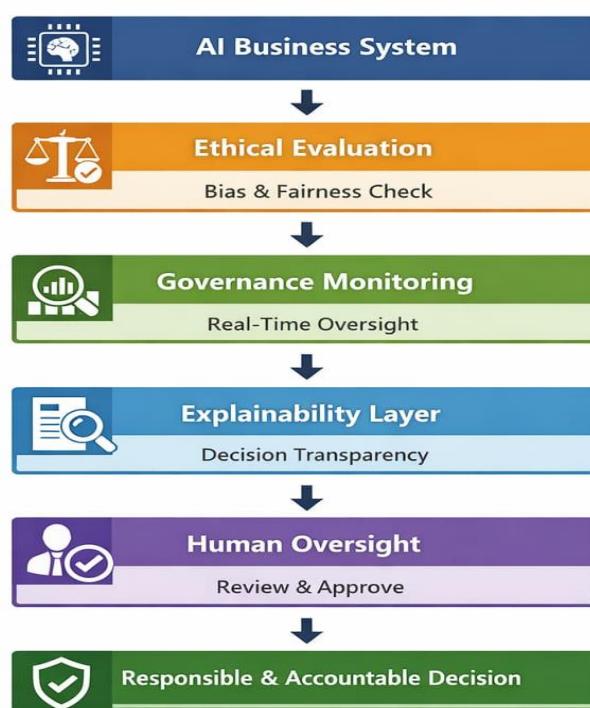 AI Business System
Ethical Evaluation
Bias & Fairness Check
Governance Monitoring
Real-Time Oversight
Explainability Layer
Decision Transparency
Human Oversight
Review & Approve
Responsible & Accountable Decision